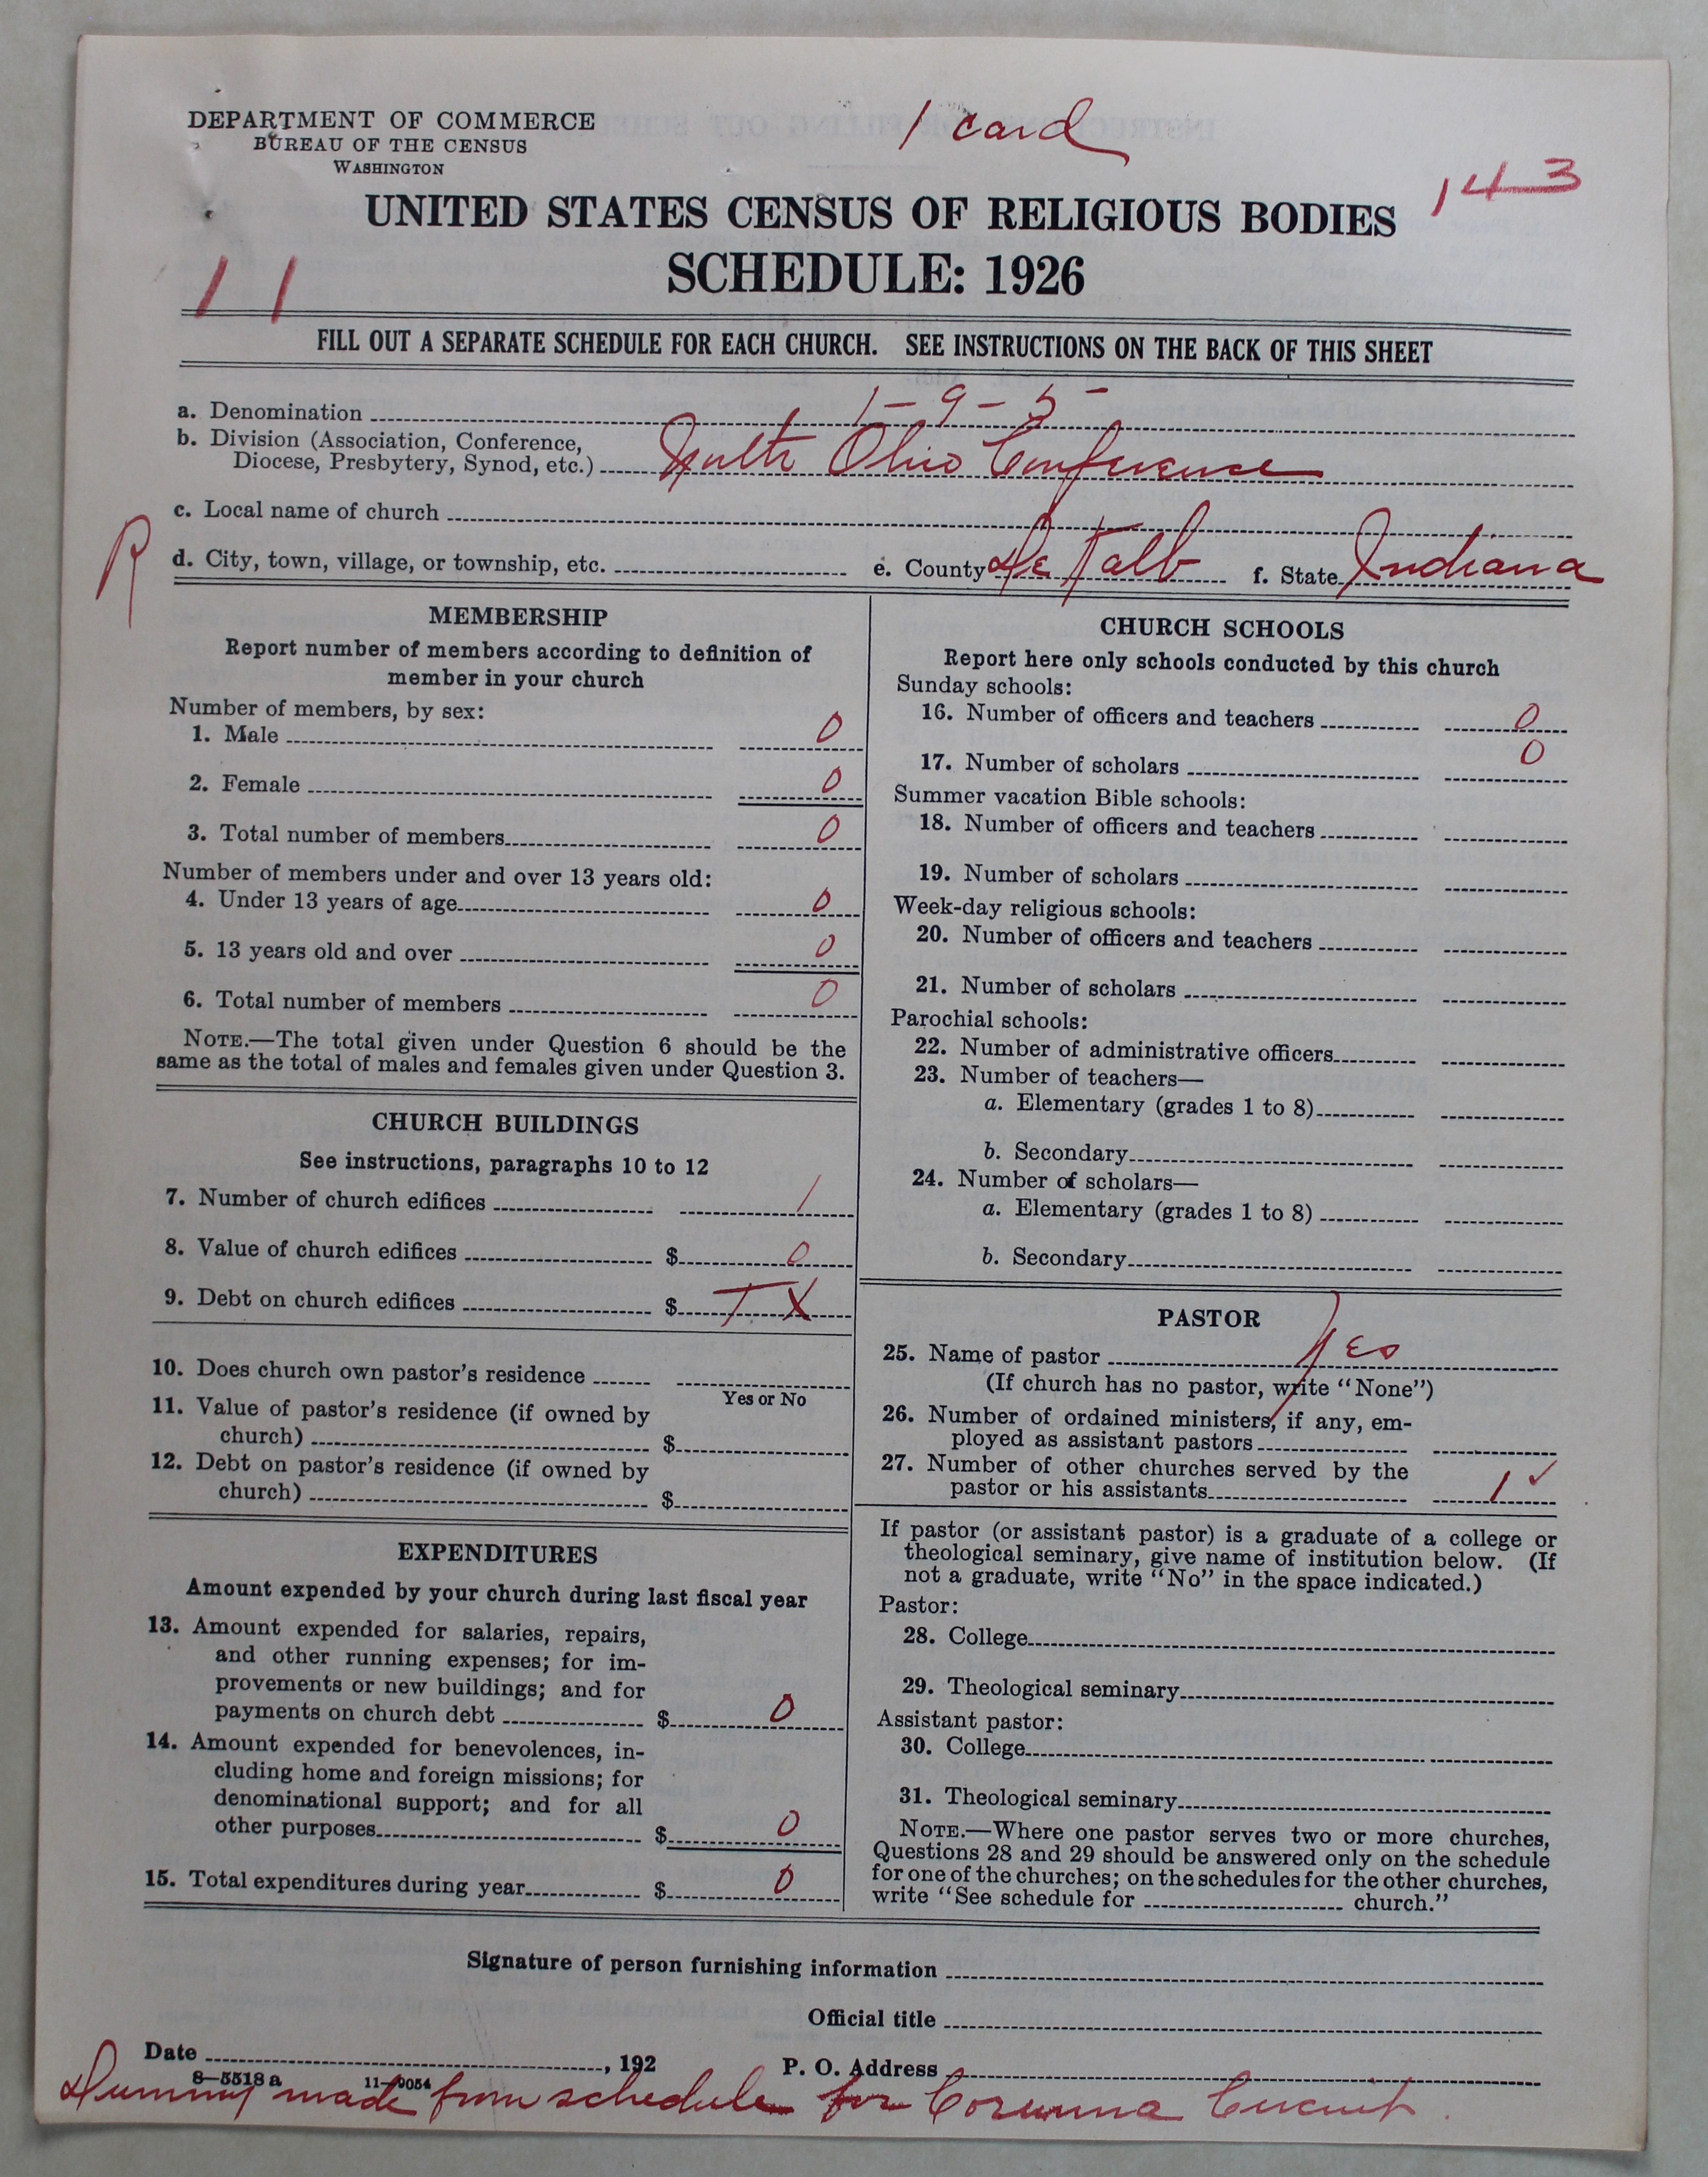 DEPARTMENT OF COMMERCE
BUREAU OF THE CENSUS
WASHINGTON
1 card
143
UNITED STATES CENSUS OF RELIGIOUS BODIES
SCHEDULE: 1926
11
FILL OUT A SEPARATE SCHEDULE FOR EACH CHURCH. SEE INSTRUCTIONS ON THE BACK OF THIS SHEET
a. Denomination 1-9-5-
b. Division (Association, Conference,
Diocese, Presbytery, Synod, etc.) Ohio Conference
c. Local name of church
R
d. City, town, village, or township, etc. e. County De Kalb f. State Indiana
MEMBERSHIP
Report number of members according to definition of
member in your church
Number of members, by sex:
1. Male 0
2. Female 0
3. Total number of members 0
Number of members under and over 13 years old:
4. Under 13 years of age 0
5. 13 years old and over 0
6. Total number of members 0
NOTE.—The total given under Question 6 should be the
same as the total of males and females given under Question 3.
CHURCH BUILDINGS
See instructions, paragraphs 10 to 12
7. Number of church edifices 1
8. Value of church edifices $ 0
9. Debt on church edifices $ TX
10. Does church own pastor's residence
Yes or No
11. Value of pastor's residence (if owned by
church) $
12. Debt on pastor's residence (if owned by
church) $
EXPENDITURES
Amount expended by your church during last fiscal year
13. Amount expended for salaries, repairs,
and other running expenses; for im-
provements or new buildings; and for
payments on church debt $ 0
14. Amount expended for benevolences, in-
cluding home and foreign missions; for
denominational support; and for all
other purposes $ 0
15. Total expenditures during year $ 0
CHURCH SCHOOLS
Report here only schools conducted by this church
Sunday schools:
16. Number of officers and teachers 0
17. Number of scholars 0
Summer vacation Bible schools:
18. Number of officers and teachers
19. Number of scholars
Week-day religious schools:
20. Number of officers and teachers
21. Number of scholars
Parochial schools:
22. Number of administrative officers
23. Number of teachers—
a. Elementary (grades 1 to 8)
b. Secondary
24. Number of scholars—
a. Elementary (grades 1 to 8)
b. Secondary
PASTOR
25. Name of pastor Yes
(If church has no pastor, write "None")
26. Number of ordained ministers, if any, em-
ployed as assistant pastors
27. Number of other churches served by the
pastor or his assistants 1 ✓
If pastor (or assistant pastor) is a graduate of a college or
theological seminary, give name of institution below. (If
not a graduate, write "No" in the space indicated.)
Pastor:
28. College
29. Theological seminary
Assistant pastor:
30. College
31. Theological seminary
NOTE.—Where one pastor serves two or more churches,
Questions 28 and 29 should be answered only on the schedule
for one of the churches; on the schedules for the other churches,
write "See schedule for church."
Signature of person furnishing information
Official title
Date , 192 P. O. Address
8-5518 a 11-9054
Dummy made from schedule for Corunna Circuit.